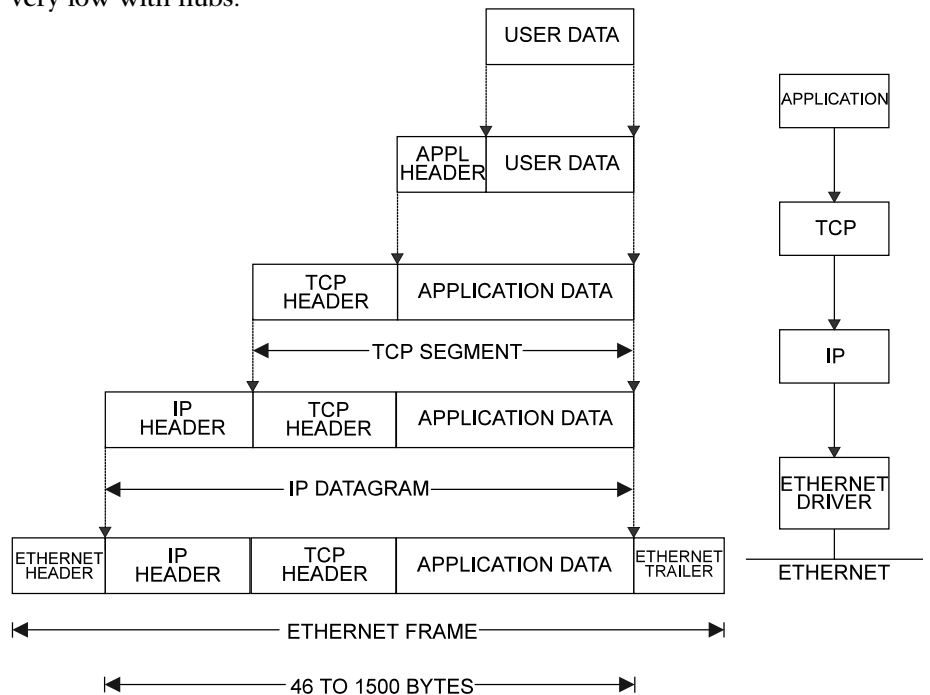 very low with hubs.
USER DATA
APPLICATION
APPL
HEADER
USER DATA
TCP
TCP
HEADER
APPLICATION DATA
TCP SEGMENT
IP
IP
HEADER
TCP
HEADER
APPLICATION DATA
IP DATAGRAM
ETHERNET
DRIVER
ETHERNET
HEADER
IP
HEADER
TCP
HEADER
APPLICATION DATA
ETHERNET
TRAILER
ETHERNET
ETHERNET FRAME
46 TO 1500 BYTES